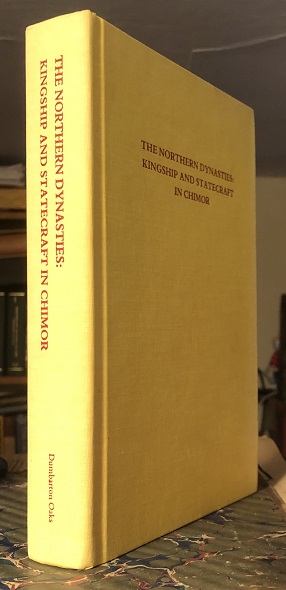 THE NORTHERN DYNASTIES:
KINGSHIP AND STATECRAFT IN CHIMOR
Dumbarton Oaks
THE NORTHERN DYNASTIES:
KINGSHIP AND STATECRAFT
IN CHIMOR